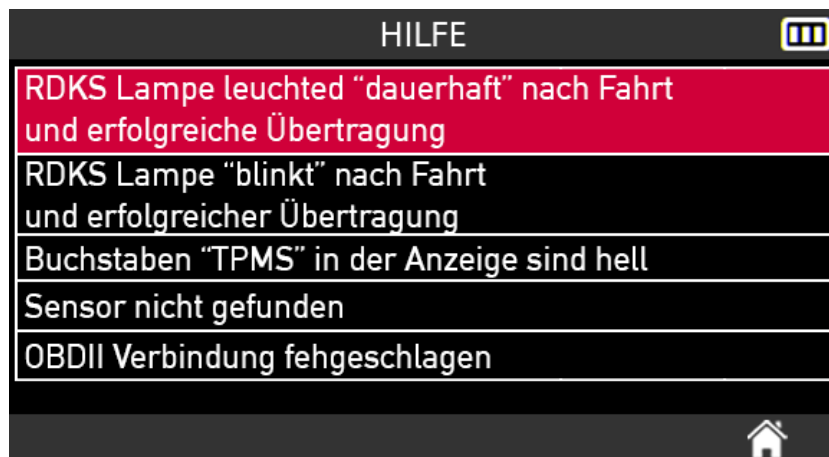 HILFE
RDKS Lampe leuchted “dauerhaft” nach Fahrt
und erfolgreiche Übertragung
RDKS Lampe “blinkt” nach Fahrt
und erfolgreicher Übertragung
Buchstaben “TPMS” in der Anzeige sind hell
Sensor nicht gefunden
OBDII Verbindung fehgeschlagen